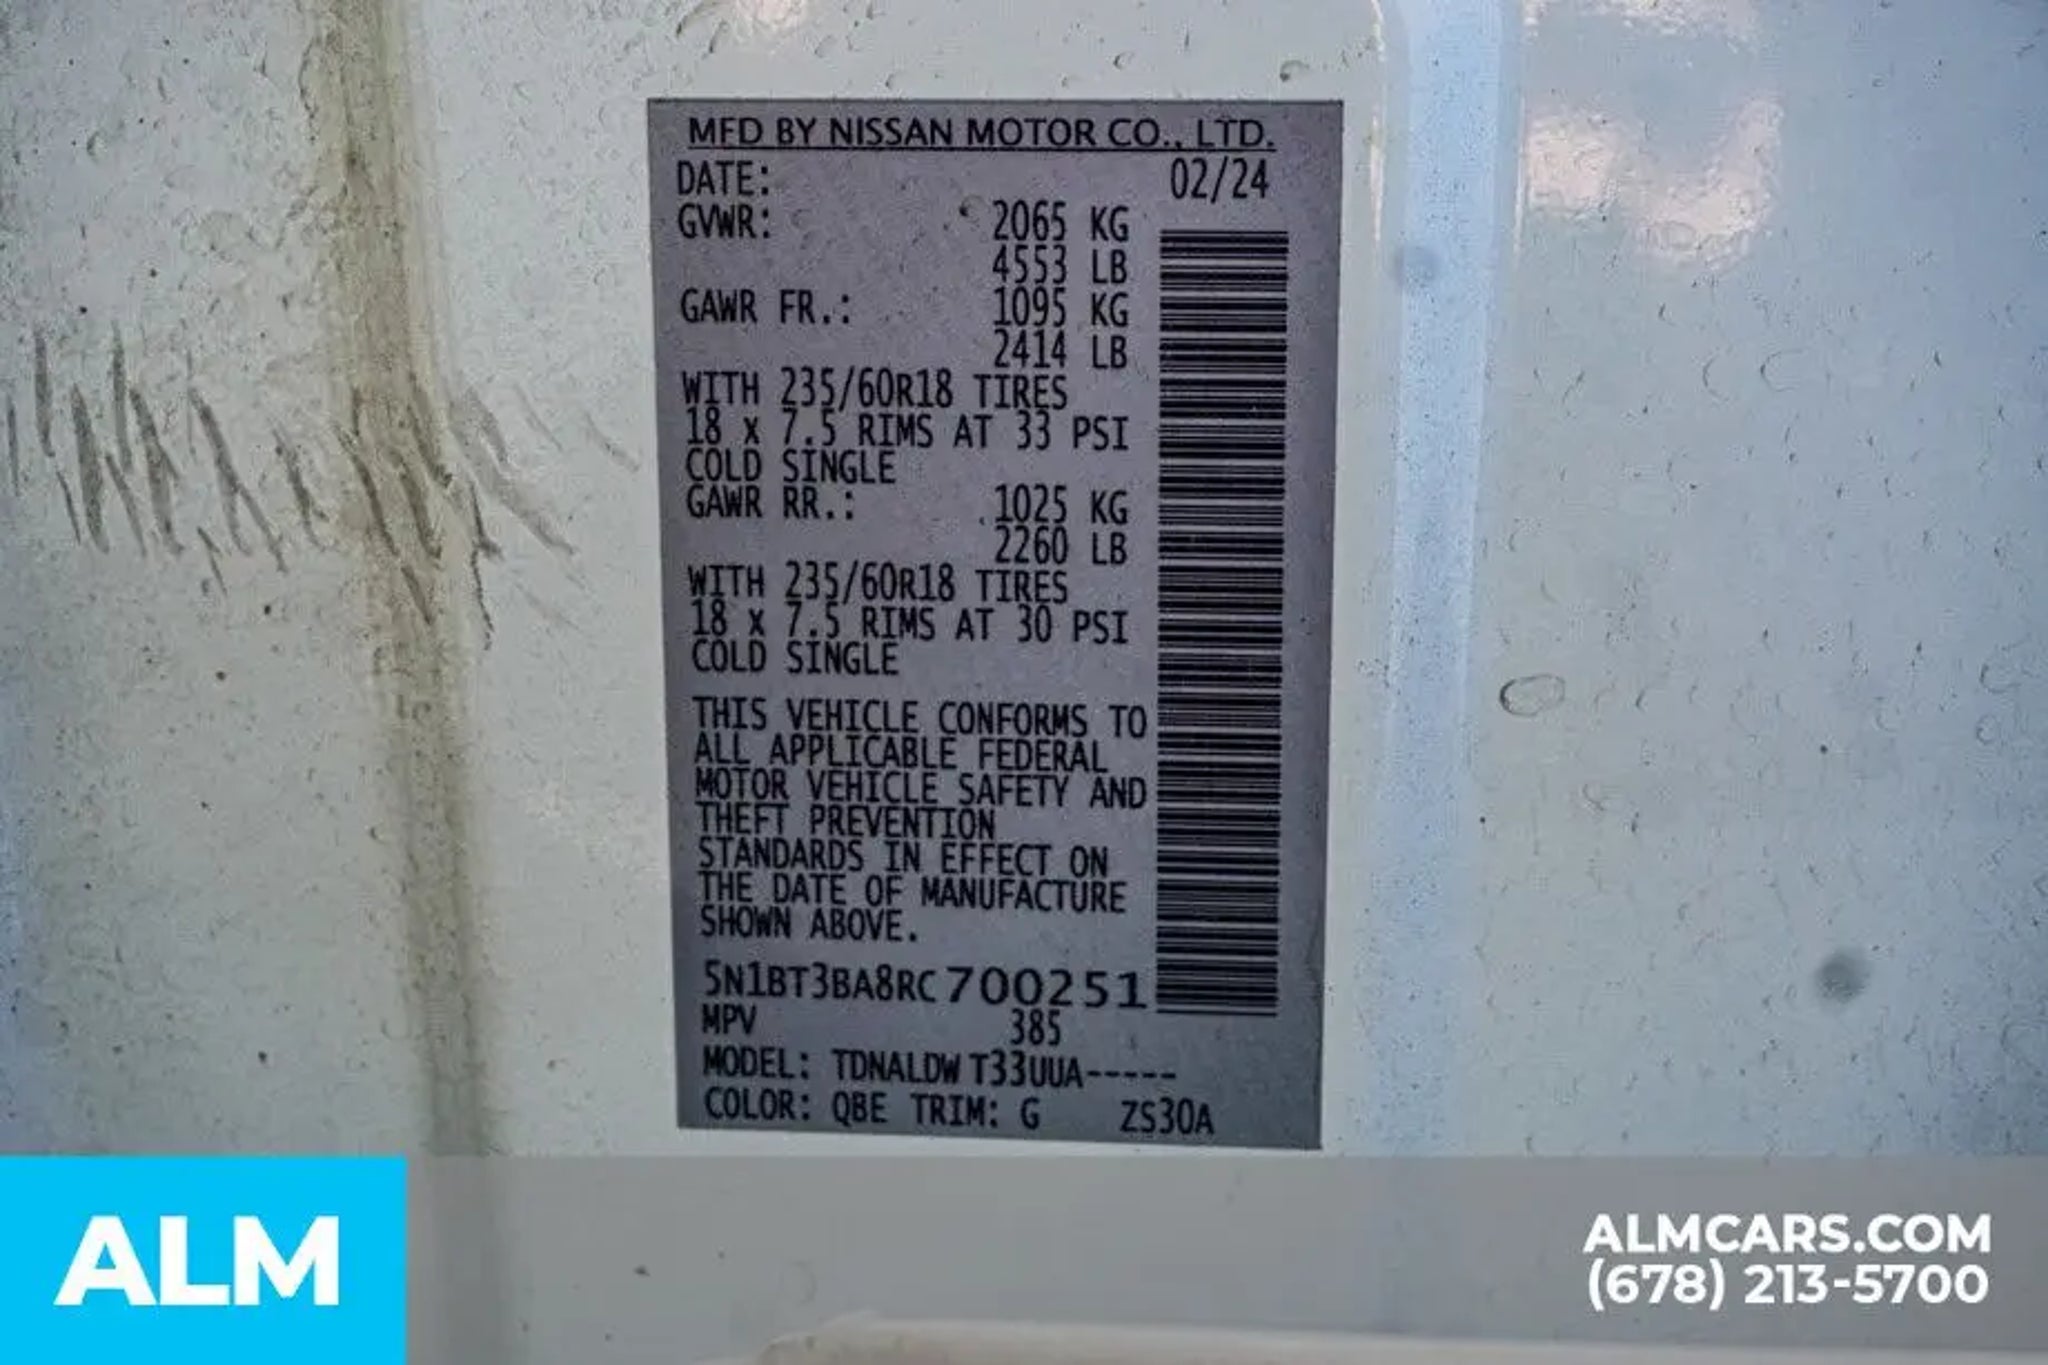 MFD BY NISSAN MOTOR CO., LTD.
DATE: 02/24
GVWR: 2065 KG
4553 LB
GAWR FR.: 1095 KG
2414 LB
WITH 235/60R18 TIRES
18 x 7.5 RIMS AT 33 PSI
COLD SINGLE
GAWR RR.: 1025 KG
2260 LB
WITH 235/60R18 TIRES
18 x 7.5 RIMS AT 30 PSI
COLD SINGLE
THIS VEHICLE CONFORMS TO
ALL APPLICABLE FEDERAL
MOTOR VEHICLE SAFETY AND
THEFT PREVENTION
STANDARDS IN EFFECT ON
THE DATE OF MANUFACTURE
SHOWN ABOVE.
5N1BT3BA8RC700251
MPV 385
MODEL: TDNALDW T33UUA-----
COLOR: QBE TRIM: G ZS30A
ALM
ALMCARS.COM
(678) 213-5700